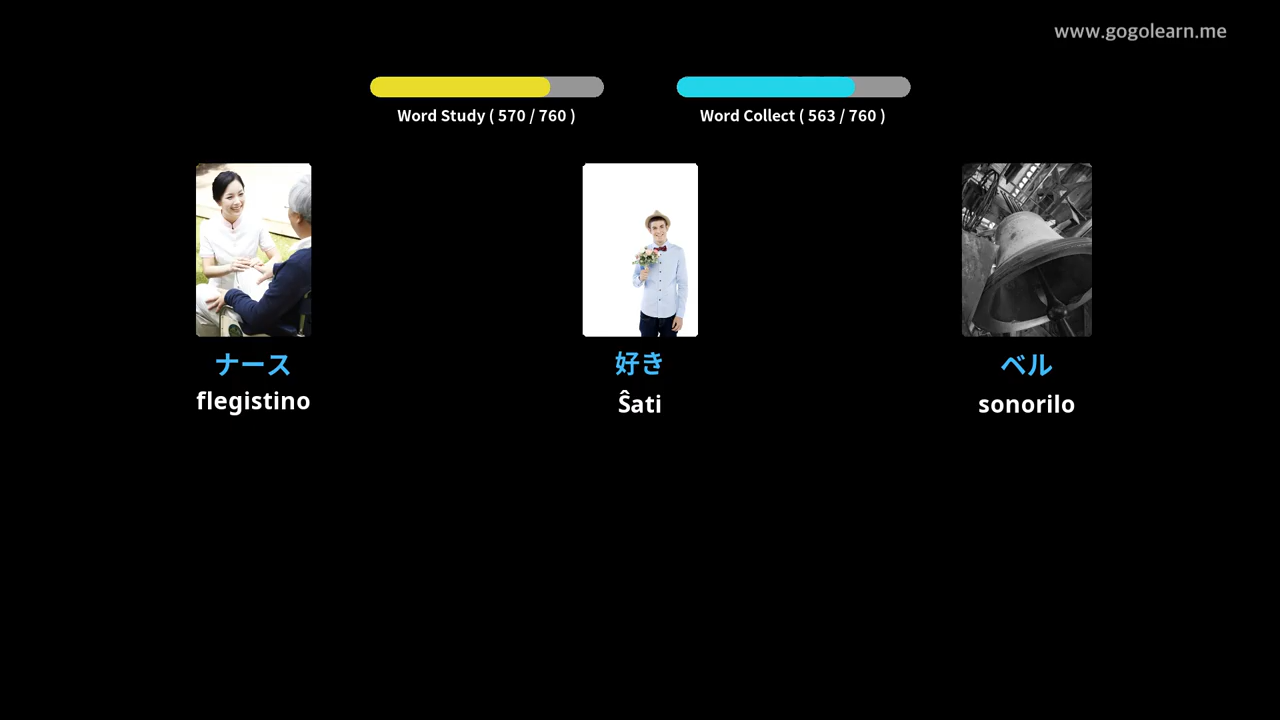 www.gogolearn.me
Word Study ( 570 / 760 )
Word Collect ( 563 / 760 )
ナース
好き
ベル
flegistino
Ŝati
sonorilo